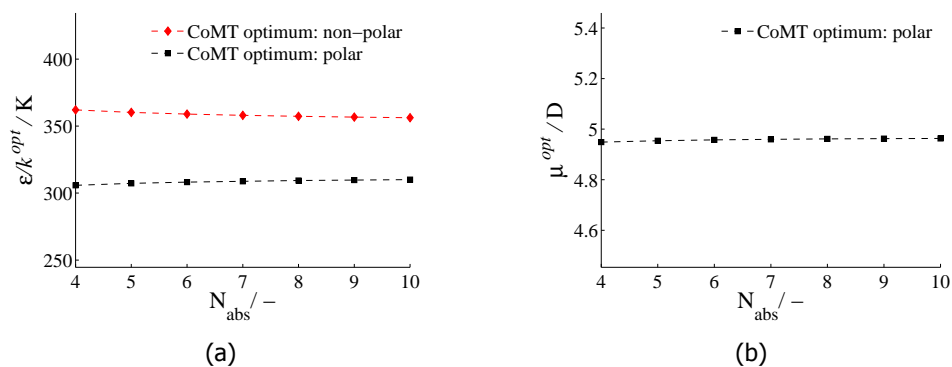 CoMT optimum: non-polar
CoMT optimum: polar
400
350
300
250
ε/k^opt / K
4 5 6 7 8 9 10
N_abs / −
(a)
CoMT optimum: polar
5.4
5.2
5
4.8
4.6
μ^opt / D
4 5 6 7 8 9 10
N_abs / −
(b)